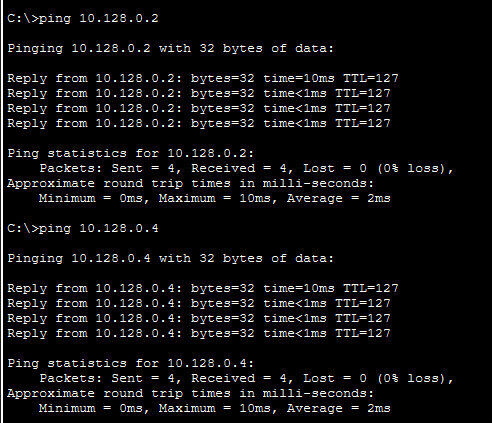 C:\>ping 10.128.0.2
Pinging 10.128.0.2 with 32 bytes of data:
Reply from 10.128.0.2: bytes=32 time=10ms TTL=127
Reply from 10.128.0.2: bytes=32 time<1ms TTL=127
Reply from 10.128.0.2: bytes=32 time<1ms TTL=127
Reply from 10.128.0.2: bytes=32 time<1ms TTL=127
Ping statistics for 10.128.0.2:
Packets: Sent = 4, Received = 4, Lost = 0 (0% loss),
Approximate round trip times in milli-seconds:
Minimum = 0ms, Maximum = 10ms, Average = 2ms
C:\>ping 10.128.0.4
Pinging 10.128.0.4 with 32 bytes of data:
Reply from 10.128.0.4: bytes=32 time=10ms TTL=127
Reply from 10.128.0.4: bytes=32 time<1ms TTL=127
Reply from 10.128.0.4: bytes=32 time<1ms TTL=127
Reply from 10.128.0.4: bytes=32 time<1ms TTL=127
Ping statistics for 10.128.0.4:
Packets: Sent = 4, Received = 4, Lost = 0 (0% loss),
Approximate round trip times in milli-seconds:
Minimum = 0ms, Maximum = 10ms, Average = 2ms